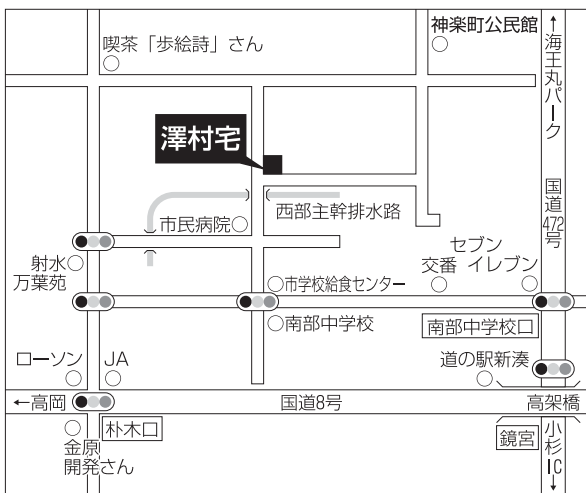 神楽町公民館
喫茶「歩絵詩」さん
↑海王丸パーク
澤村宅
国道472号
西部主幹排水路
市民病院
射水
万葉苑
セブン
イレブン
交番
市学校給食センター
南部中学校
南部中学校口
ローソン
JA
道の駅新湊
←高岡
国道8号
高架橋
朴木口
金原
開発さん
鏡宮
小杉IC↓